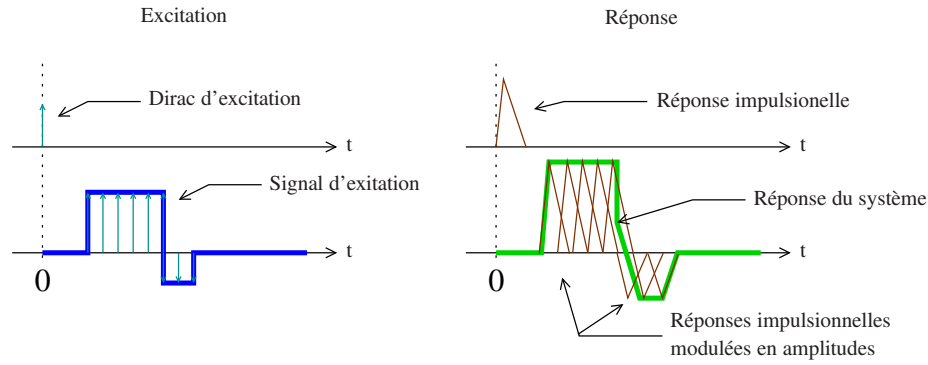 Excitation
Réponse
Dirac d'excitation
Réponse impulsionelle
t
t
Signal d'exitation
Réponse du système
t
t
0
0
Réponses impulsionnelles
modulées en amplitudes